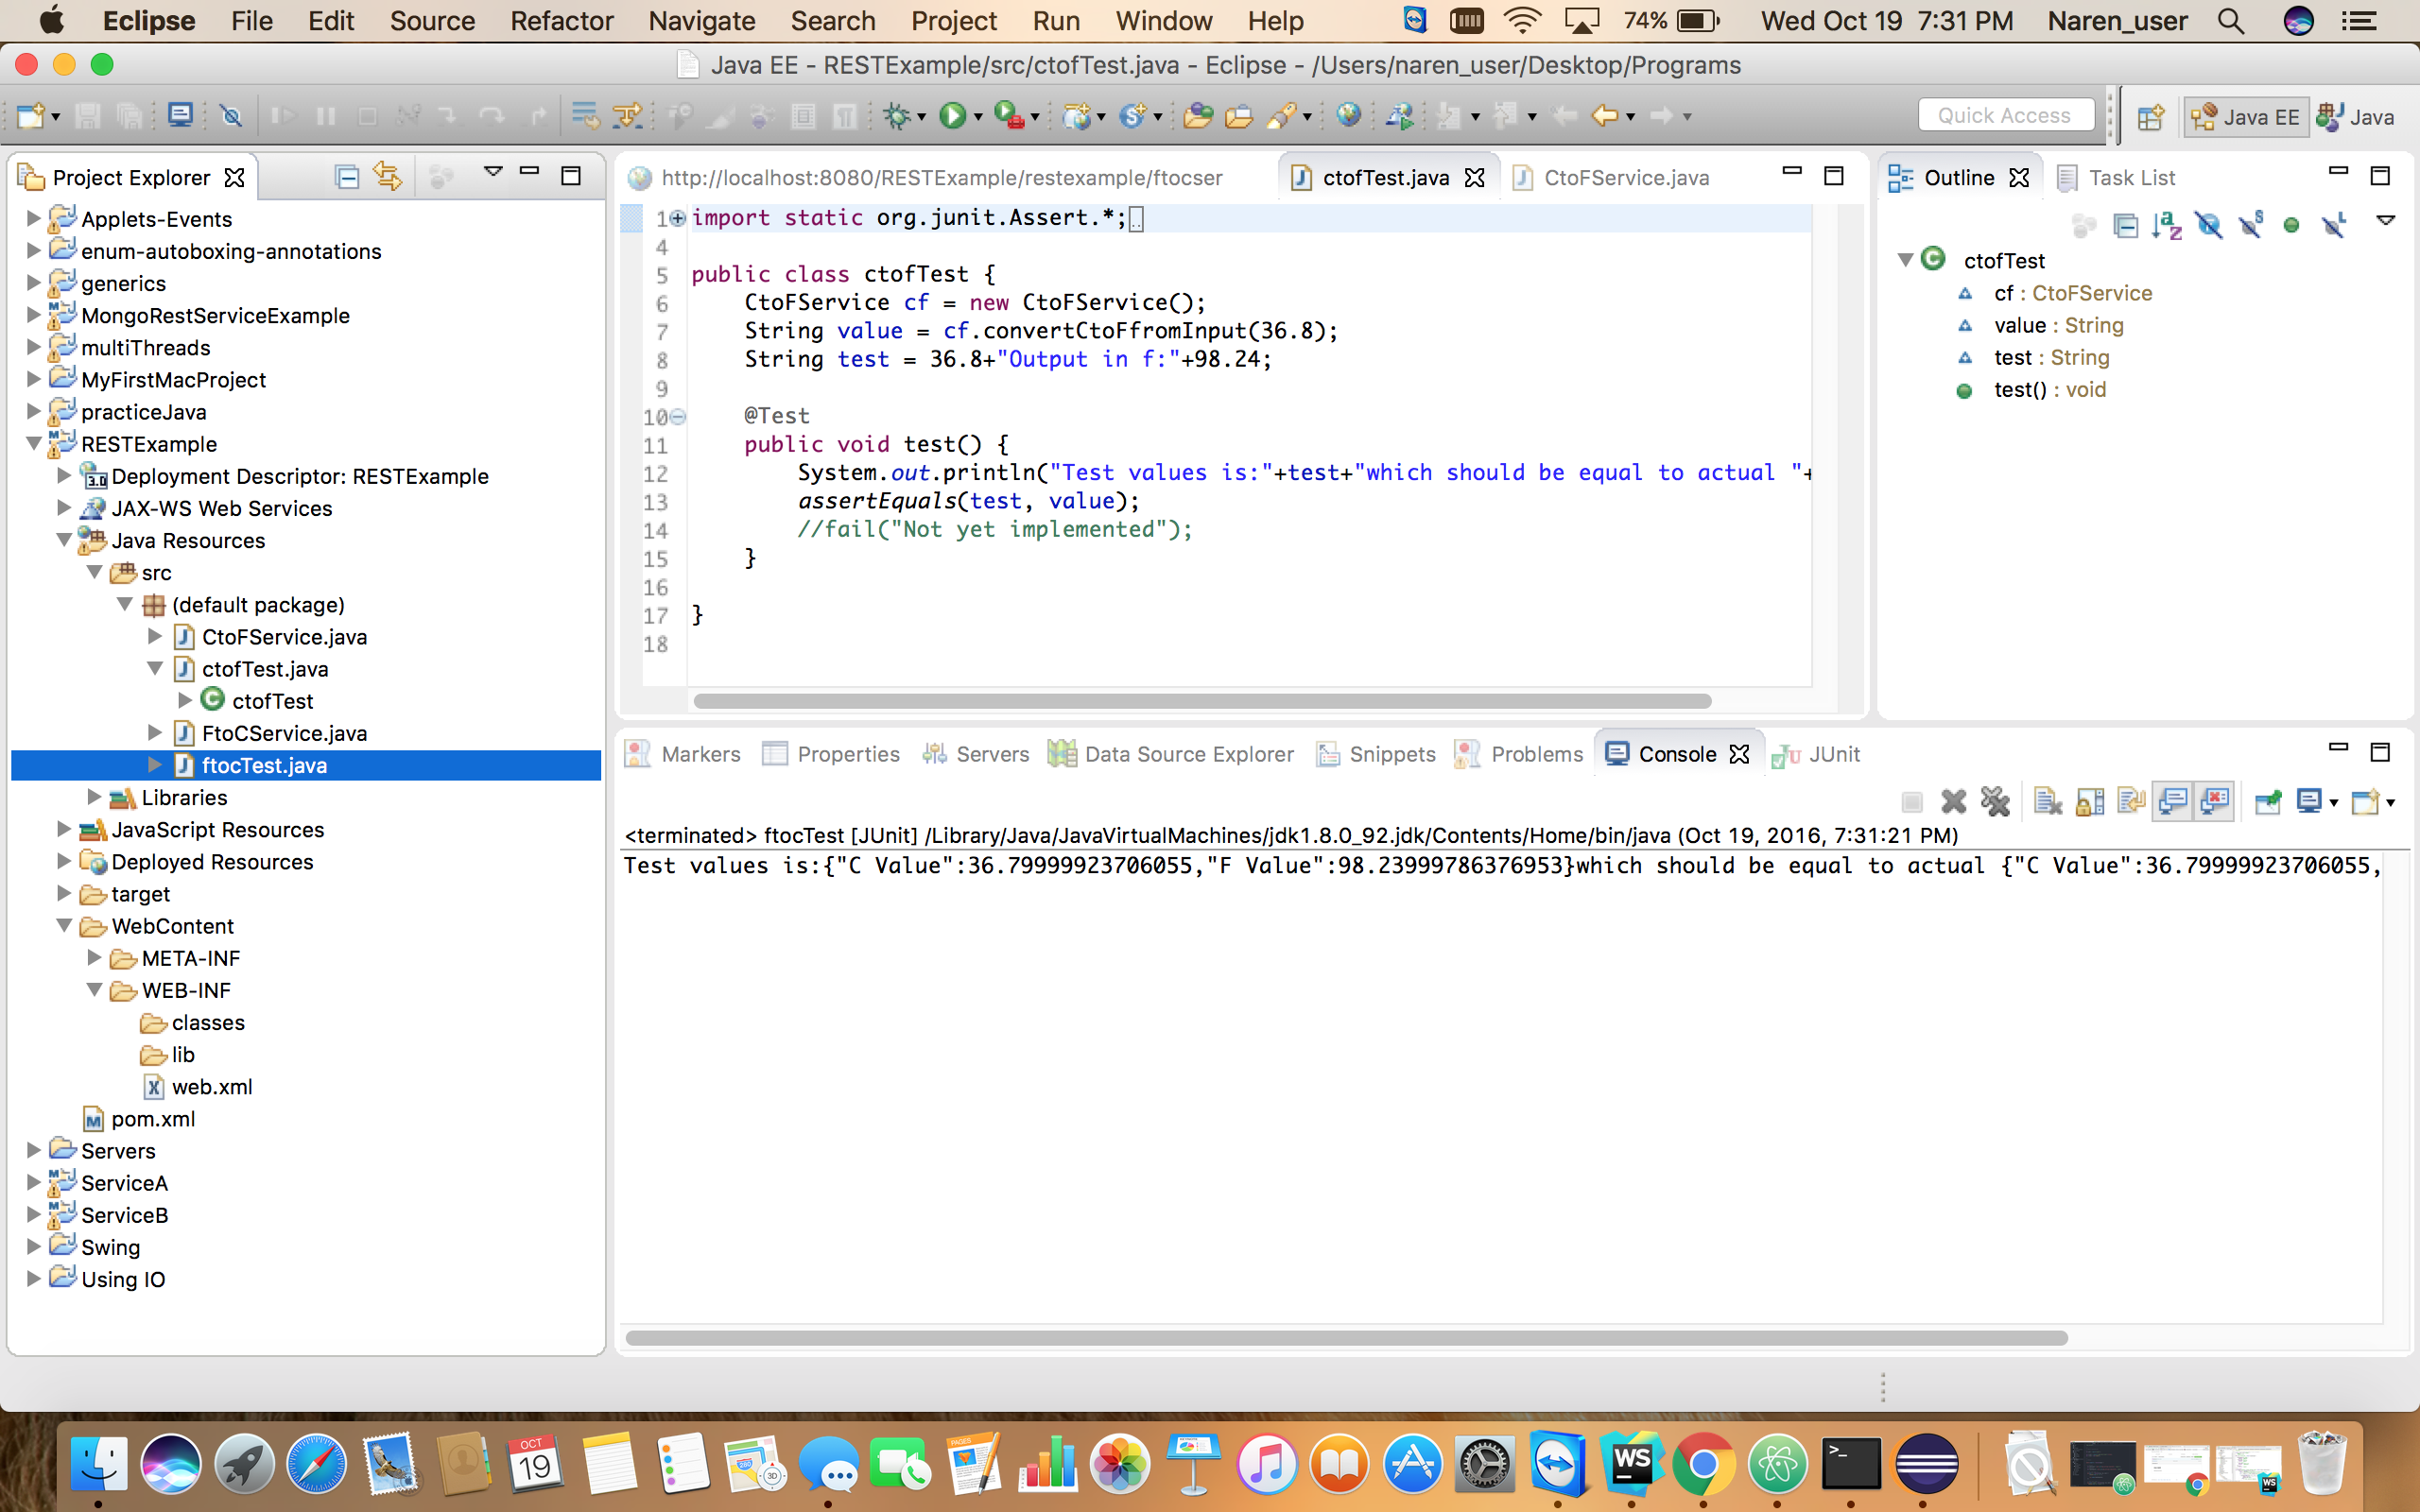 Eclipse File Edit Source Refactor Navigate Search Project Run Window Help 74% Wed Oct 19 7:31 PM Naren_user
Java EE - RESTExample/src/ctofTest.java - Eclipse - /Users/naren_user/Desktop/Programs
Quick Access Java EE Java
Project Explorer
Applets-Events
enum-autoboxing-annotations
generics
MongoRestServiceExample
multiThreads
MyFirstMacProject
practiceJava
RESTExample
Deployment Descriptor: RESTExample
JAX-WS Web Services
Java Resources
src
(default package)
CtoFService.java
ctofTest.java
ctofTest
FtoCService.java
ftocTest.java
Libraries
JavaScript Resources
Deployed Resources
target
WebContent
META-INF
WEB-INF
classes
lib
web.xml
pom.xml
Servers
ServiceA
ServiceB
Swing
Using IO
http://localhost:8080/RESTExample/restexample/ftocser ctofTest.java CtoFService.java
1 import static org.junit.Assert.*;
4
5 public class ctofTest {
6 CtoFService cf = new CtoFService();
7 String value = cf.convertCtoFfromInput(36.8);
8 String test = 36.8+"Output in f:"+98.24;
9
10 @Test
11 public void test() {
12 System.out.println("Test values is:"+test+"which should be equal to actual "+
13 assertEquals(test, value);
14 //fail("Not yet implemented");
15 }
16
17 }
18
Outline Task List
ctofTest
cf : CtoFService
value : String
test : String
test() : void
Markers Properties Servers Data Source Explorer Snippets Problems Console JUnit
<terminated> ftocTest [JUnit] /Library/Java/JavaVirtualMachines/jdk1.8.0_92.jdk/Contents/Home/bin/java (Oct 19, 2016, 7:31:21 PM)
Test values is:{"C Value":36.79999923706055,"F Value":98.23999786376953}which should be equal to actual {"C Value":36.79999923706055,
OCT
19
PAGES
3D
WS
WS